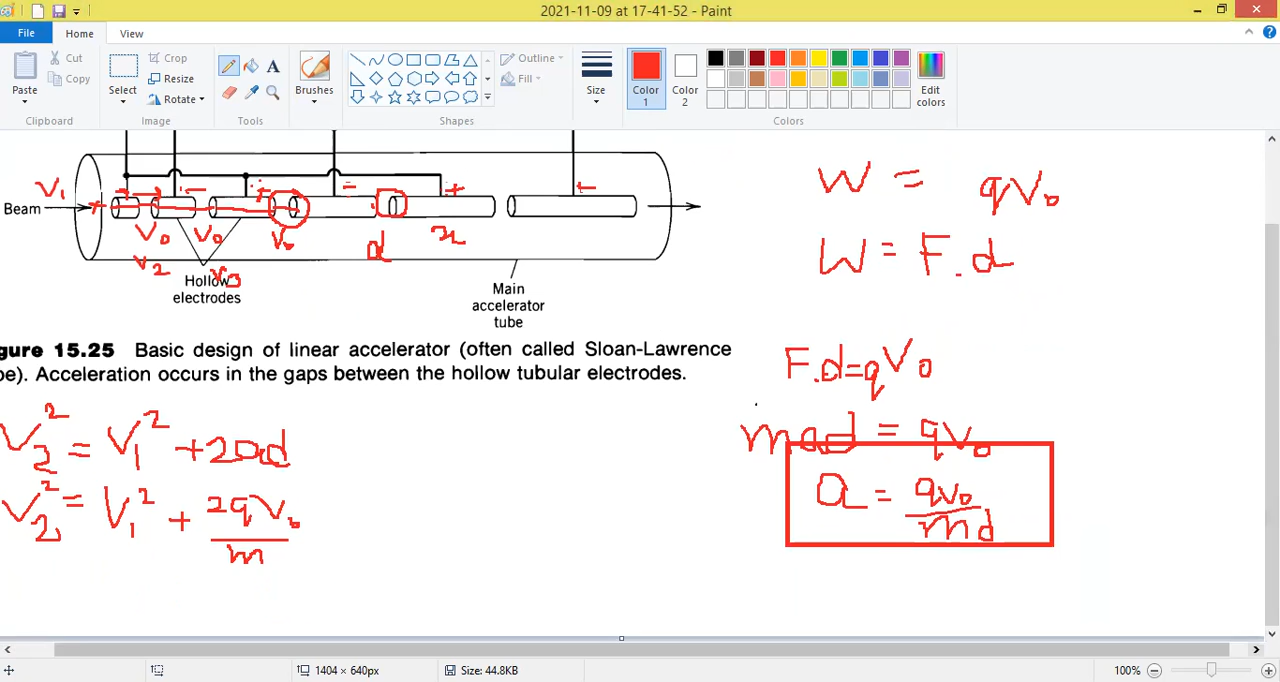 2021-11-09 at 17-41-52 - Paint
File
Home
View
Paste
Cut
Copy
Clipboard
Select
Crop
Resize
Rotate
Image
A
Tools
Brushes
Outline
Fill
Shapes
Size
Color 1
Color 2
Edit colors
Colors
V₁
Beam
+
-
+
-
+
-
V₀
V₀
V₀
d
n
V₂
V₃
Hollow
electrodes
Main
accelerator
tube
gure 15.25 Basic design of linear accelerator (often called Sloan-Lawrence
pe). Acceleration occurs in the gaps between the hollow tubular electrodes.
V₂² = V₁² + 2ad
V₂² = V₁² + 2qV₀/m
W = qV₀
W = F.d
F.d=qV₀
mad = qV₀
a = qV₀/md
1404 × 640px
Size: 44.8KB
100%